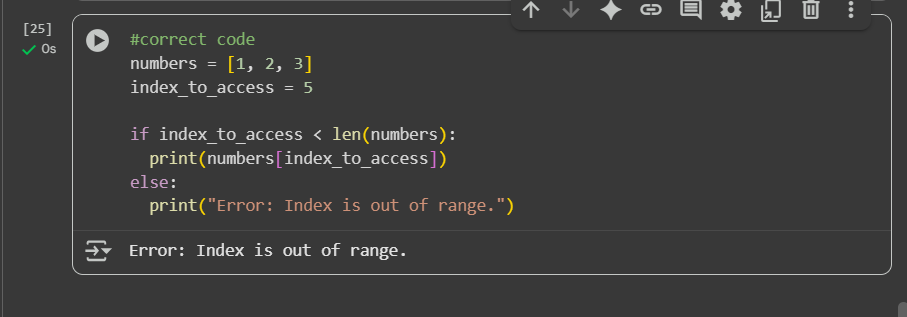 [25]
0s
#correct code
numbers = [1, 2, 3]
index_to_access = 5
if index_to_access < len(numbers):
  print(numbers[index_to_access])
else:
  print("Error: Index is out of range.")
Error: Index is out of range.